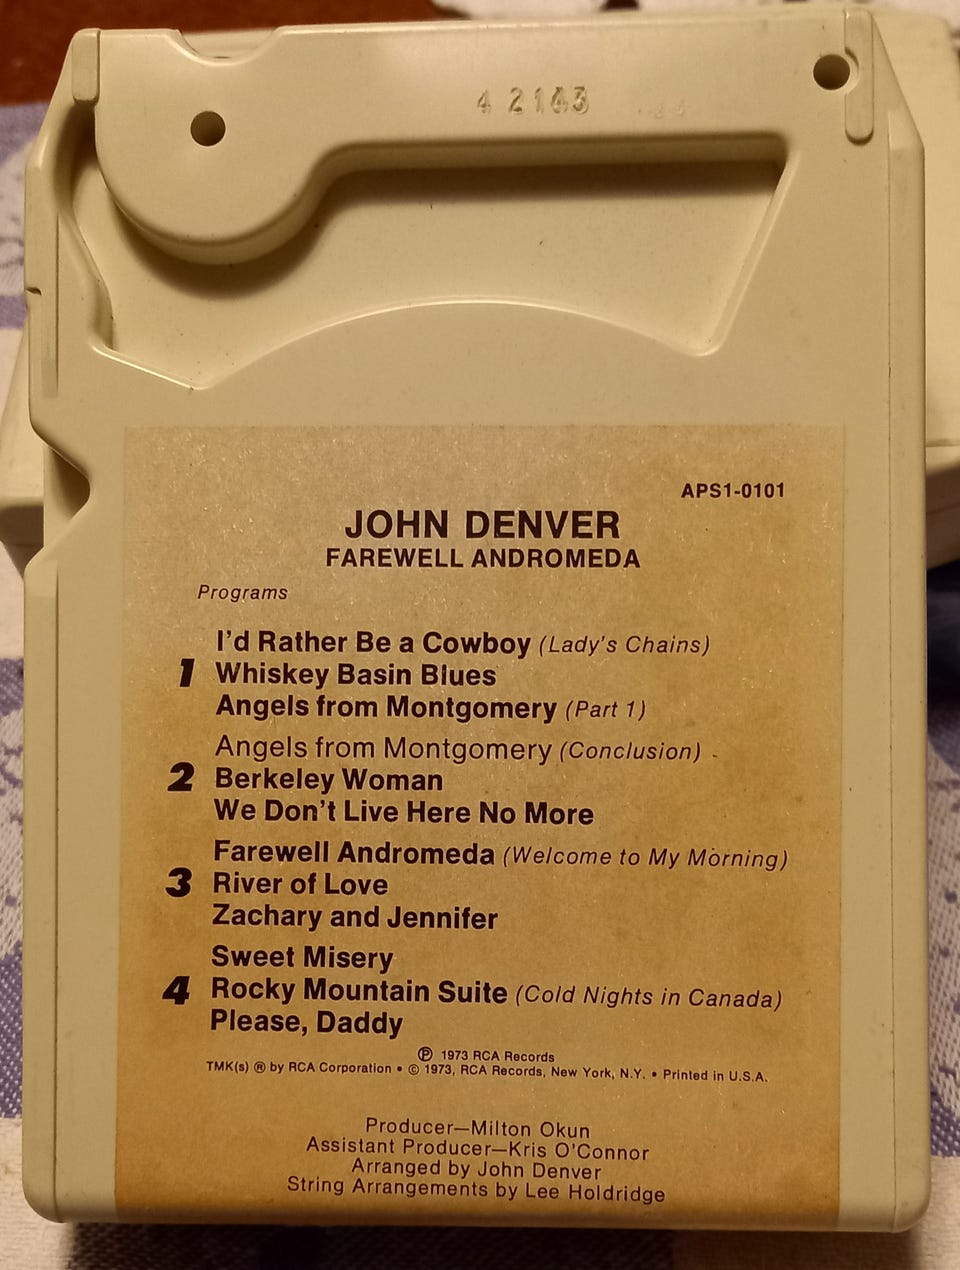 APS1-0101
JOHN DENVER
FAREWELL ANDROMEDA
Programs
I'd Rather Be a Cowboy (Lady's Chains)
1 Whiskey Basin Blues
Angels from Montgomery (Part 1)
Angels from Montgomery (Conclusion)
2 Berkeley Woman
We Don't Live Here No More
Farewell Andromeda (Welcome to My Morning)
3 River of Love
Zachary and Jennifer
Sweet Misery
4 Rocky Mountain Suite (Cold Nights in Canada)
Please, Daddy
℗ 1973 RCA Records
TMK(s) ® by RCA Corporation • © 1973, RCA Records, New York, N.Y. • Printed in U.S.A.
Producer—Milton Okun
Assistant Producer—Kris O'Connor
Arranged by John Denver
String Arrangements by Lee Holdridge